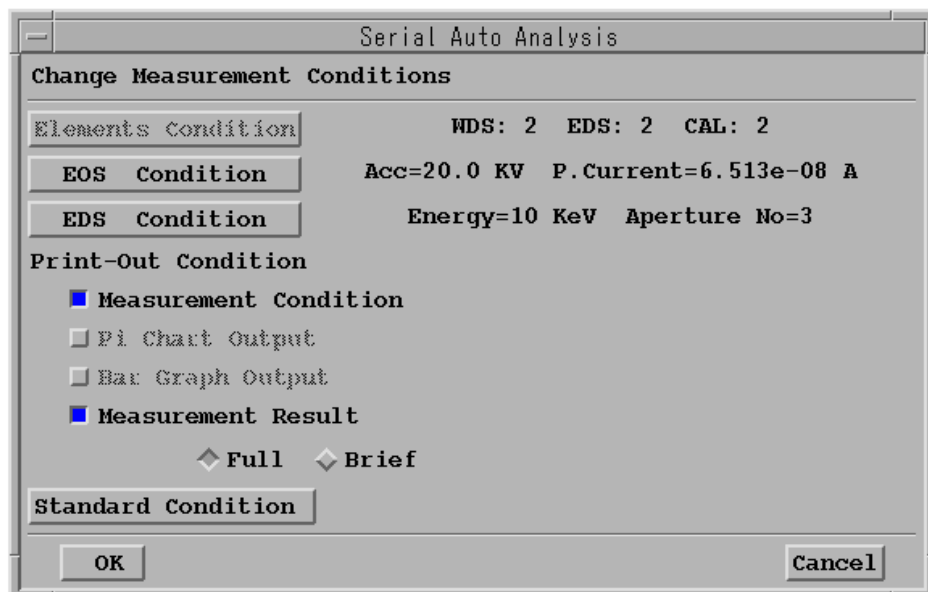 Serial Auto Analysis
Change Measurement Conditions
Elements Condition WDS: 2 EDS: 2 CAL: 2
EOS Condition Acc=20.0 KV P.Current=6.513e-08 A
EDS Condition Energy=10 KeV Aperture No=3
Print-Out Condition
Measurement Condition
Pi Chart Output
Bar Graph Output
Measurement Result
Full Brief
Standard Condition
OK Cancel